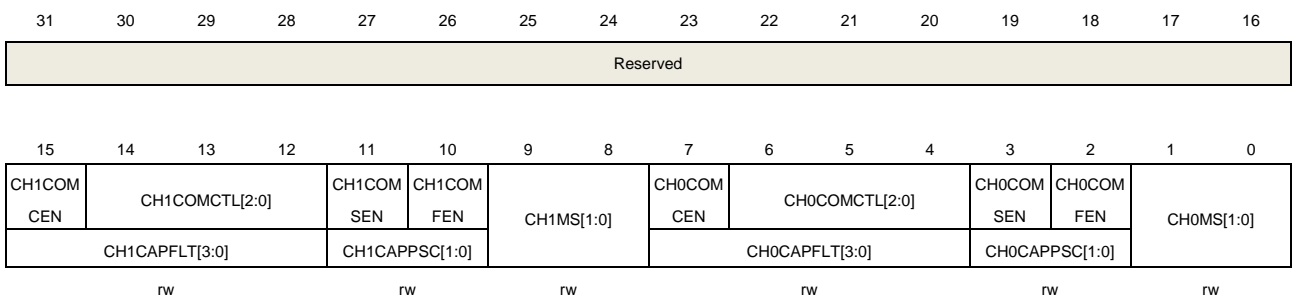 31 30 29 28 27 26 25 24 23 22 21 20 19 18 17 16
Reserved
15 14 13 12 11 10 9 8 7 6 5 4 3 2 1 0
CH1COM CEN CH1COMCTL[2:0] CH1COM SEN CH1COM FEN CH1MS[1:0] CH0COM CEN CH0COMCTL[2:0] CH0COM SEN CH0COM FEN CH0MS[1:0]
CH1CAPFLT[3:0] CH1CAPPSC[1:0] CH0CAPFLT[3:0] CH0CAPPSC[1:0]
rw rw rw rw rw rw